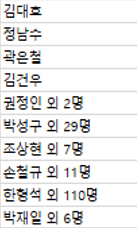 김대호
정남수
곽은철
김건우
권정인 외 2명
박성구 외 29명
조상현 외 7명
손철규 외 11명
한형석 외 110명
박재일 외 6명